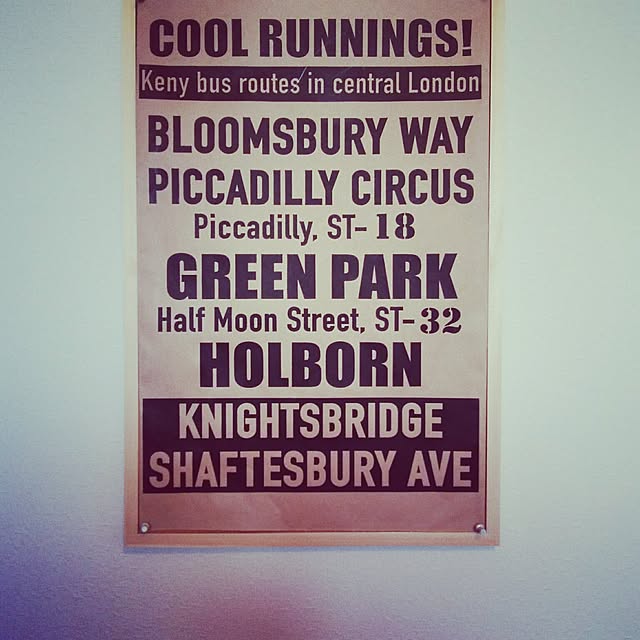 COOL RUNNINGS!
Keny bus routes in central London
BLOOMSBURY WAY
PICCADILLY CIRCUS
Piccadilly, ST-18
GREEN PARK
Half Moon Street, ST-32
HOLBORN
KNIGHTSBRIDGE
SHAFTESBURY AVE